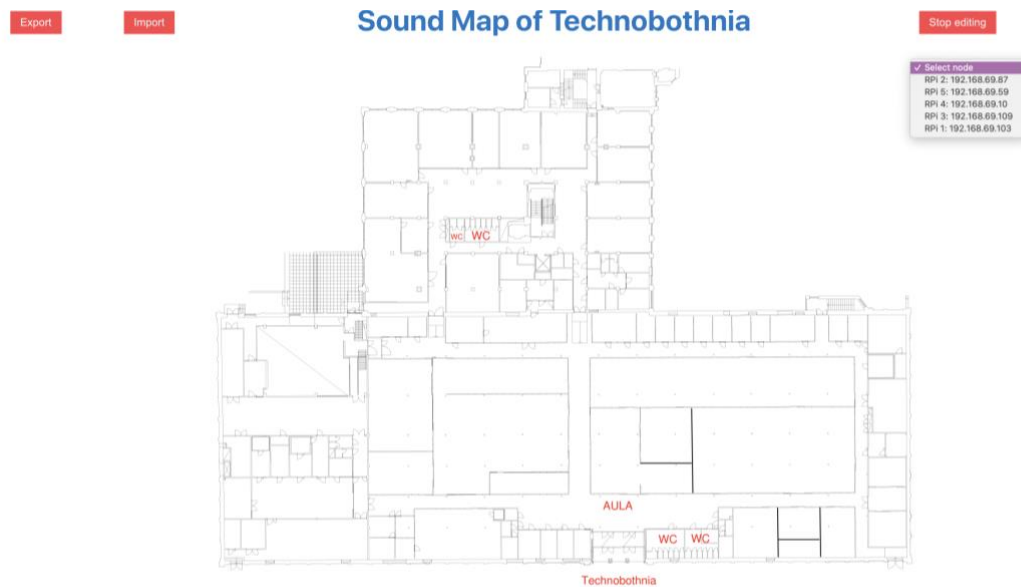 Export
Import
Sound Map of Technobothnia
Stop editing
✓ Select node
RPi 2: 192.168.69.87
RPi 5: 192.168.69.59
RPi 4: 192.168.69.10
RPi 3: 192.168.69.109
RPi 1: 192.168.69.103
WC
WC
AULA
WC
WC
Technobothnia